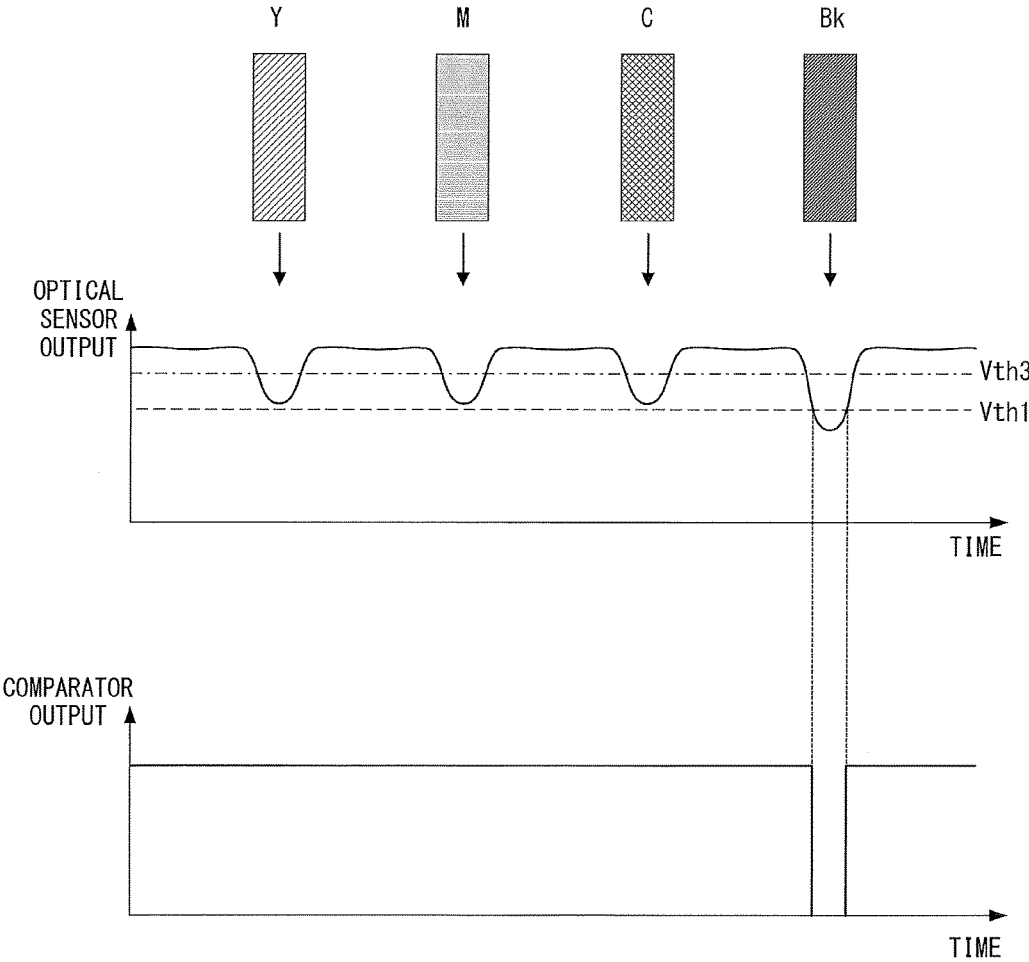 Y M C Bk
OPTICAL
SENSOR
OUTPUT
Vth3
Vth1
TIME
COMPARATOR
OUTPUT
TIME